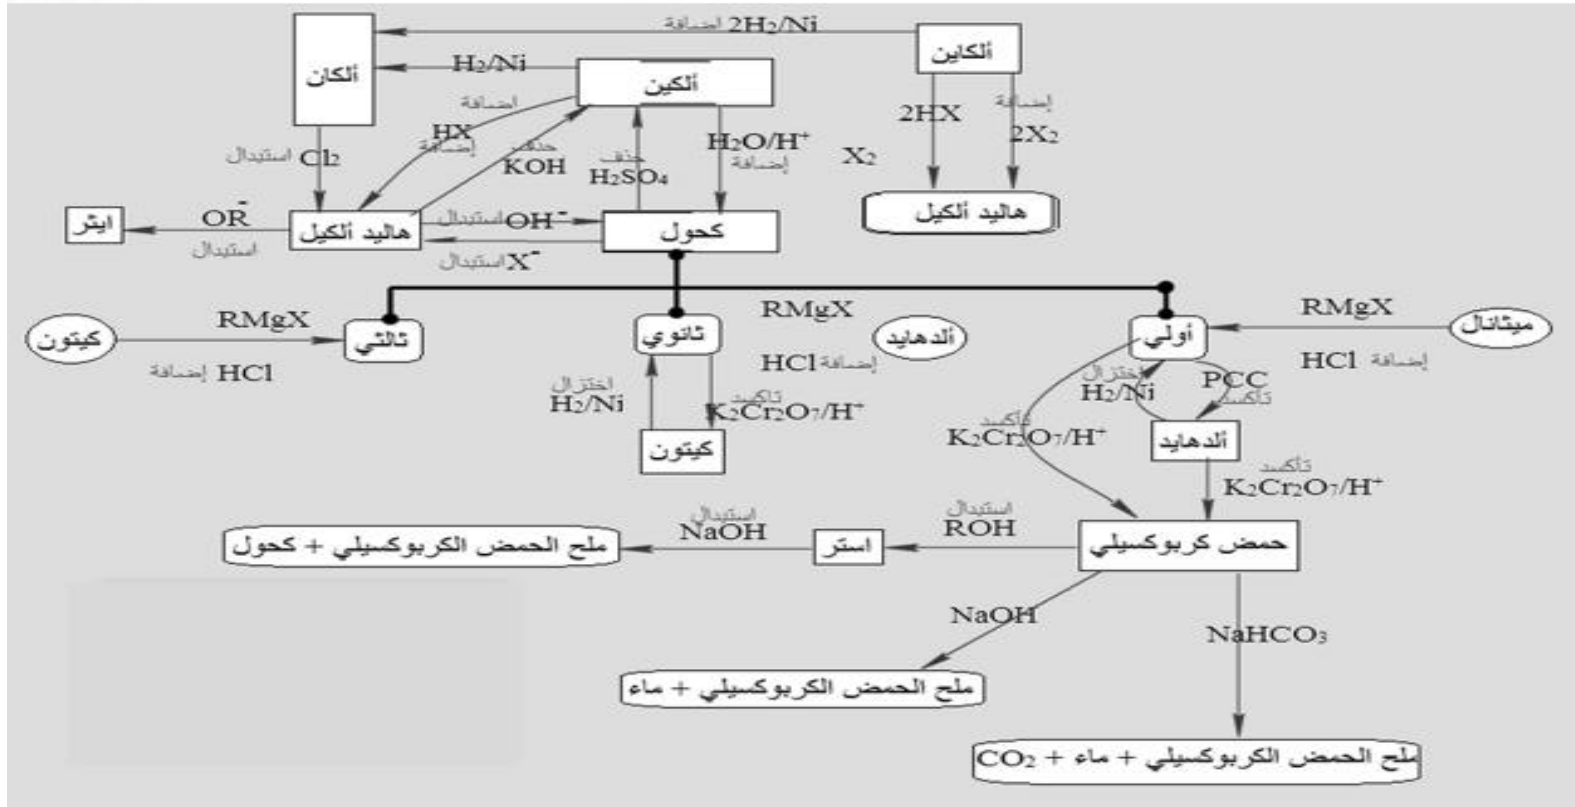 2H₂/Ni اضافة
ألكاين
ألكان
H₂/Ni
ألكين
اضافة
HX
إضافة
حذف
KOH
حذف
H₂SO₄
H₂O/H⁺
إضافة
X₂
2HX
إضافة
2X₂
Cl₂ استبدال
هاليد ألكيل
ايثر
OR⁻
استبدال
هاليد ألكيل
OH⁻ استبدال
X⁻ استبدال
كحول
كيتون
RMgX
إضافة HCl
ثالثي
ثانوي
RMgX
HCl إضافة
ألدهايد
أولي
RMgX
HCl إضافة
ميثانال
اختزال
H₂/Ni
تأكسد
K₂Cr₂O₇/H⁺
كيتون
تأكسد
K₂Cr₂O₇/H⁺
اختزال
H₂/Ni
PCC
تأكسد
ألدهايد
تأكسد
K₂Cr₂O₇/H⁺
حمض كربوكسيلي
استبدال
ROH
استر
استبدال
NaOH
ملح الحمض الكربوكسيلي + كحول
NaOH
NaHCO₃
ملح الحمض الكربوكسيلي + ماء
ملح الحمض الكربوكسيلي + ماء + CO₂